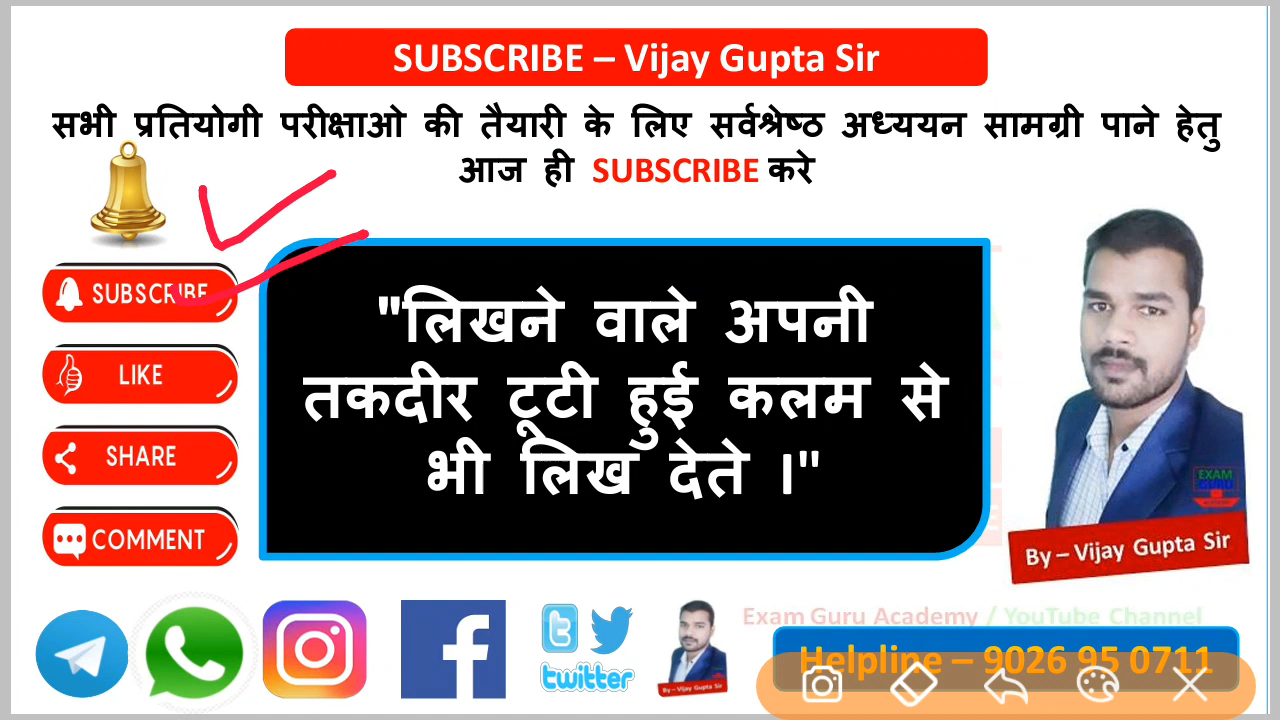 SUBSCRIBE – Vijay Gupta Sir
सभी प्रतियोगी परीक्षाओ की तैयारी के लिए सर्वश्रेष्ठ अध्ययन सामग्री पाने हेतु
आज ही SUBSCRIBE करे
SUBSCRIBE
LIKE
SHARE
COMMENT
"लिखने वाले अपनी
तकदीर टूटी हुई कलम से
भी लिख देते ।"
EXAM
GURU
By – Vijay Gupta Sir
twitter
By – Vijay Gupta Sir
Exam Guru Academy / YouTube Channel
Helpline – 9026 95 0711